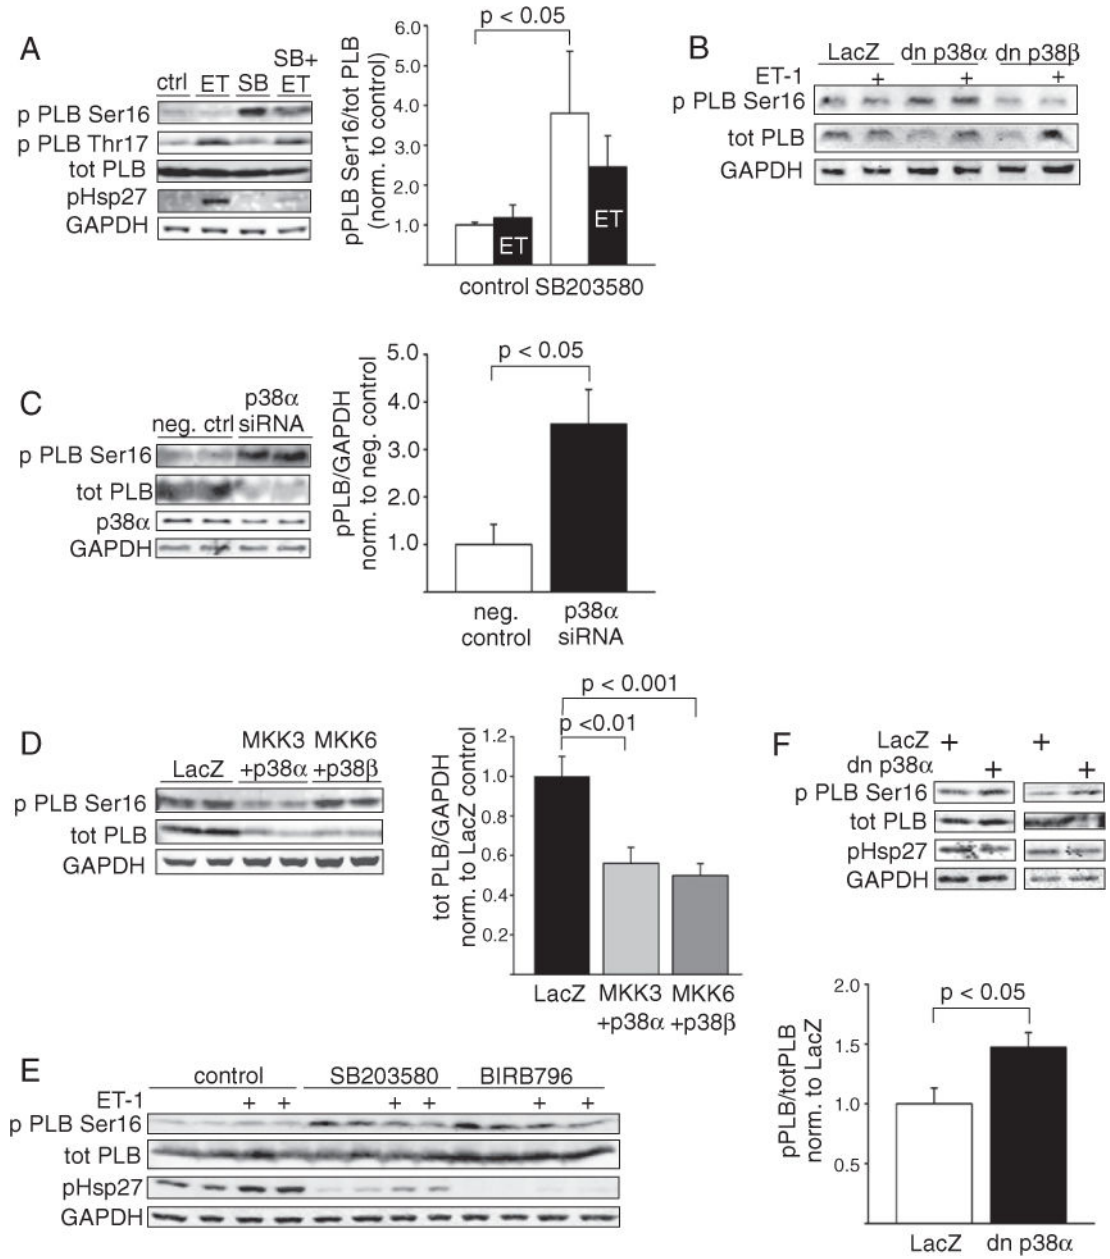 A
ctrl ET SB SB+ ET
p PLB Ser16
p PLB Thr17
tot PLB
pHsp27
GAPDH
pPLB Ser16/tot PLB
(norm. to control)
p < 0.05
6.0
5.0
4.0
3.0
2.0
1.0
ET
ET
control SB203580
B
LacZ dn p38α dn p38β
ET-1 + + +
p PLB Ser16
tot PLB
GAPDH
C
neg. ctrl p38α siRNA
p PLB Ser16
tot PLB
p38α
GAPDH
pPLB/GAPDH
norm. to neg. control
p < 0.05
5.0
4.0
3.0
2.0
1.0
neg. control
p38α siRNA
D
LacZ MKK3 +p38α MKK6 +p38β
p PLB Ser16
tot PLB
GAPDH
tot PLB/GAPDH
norm. to LacZ control
p < 0.001
p <0.01
1.2
1.0
0.8
0.6
0.4
0.2
LacZ MKK3 +p38α MKK6 +p38β
E
control SB203580 BIRB796
ET-1 + + + + + +
p PLB Ser16
tot PLB
pHsp27
GAPDH
F
LacZ + +
dn p38α + +
p PLB Ser16
tot PLB
pHsp27
GAPDH
pPLB/totPLB
norm. to LacZ
p < 0.05
2.0
1.5
1.0
0.5
LacZ dn p38α